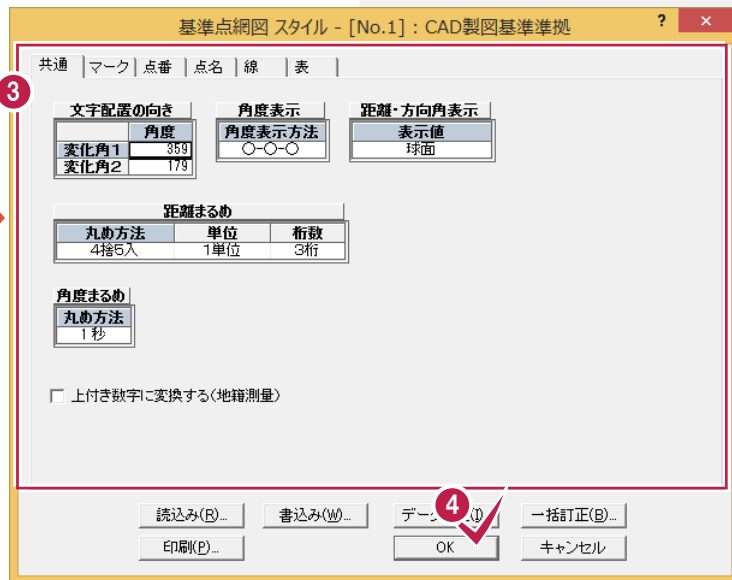 基準点網図 スタイル - [No.1] : CAD製図基準準拠 ? ×
共通 マーク 点番 点名 線 表
3
文字配置の向き 角度表示 距離・方向角表示
角度 角度表示方法 表示値
変化角1 359 ○-○-○ 球面
変化角2 179
距離まるめ
丸め方法 単位 桁数
4捨5入 1単位 3桁
角度まるめ
丸め方法
1秒
上付き数字に変換する(地籍測量)
4
読込み(R)... 書込み(W)... データ 一括訂正(B)...
印刷(P)... OK キャンセル